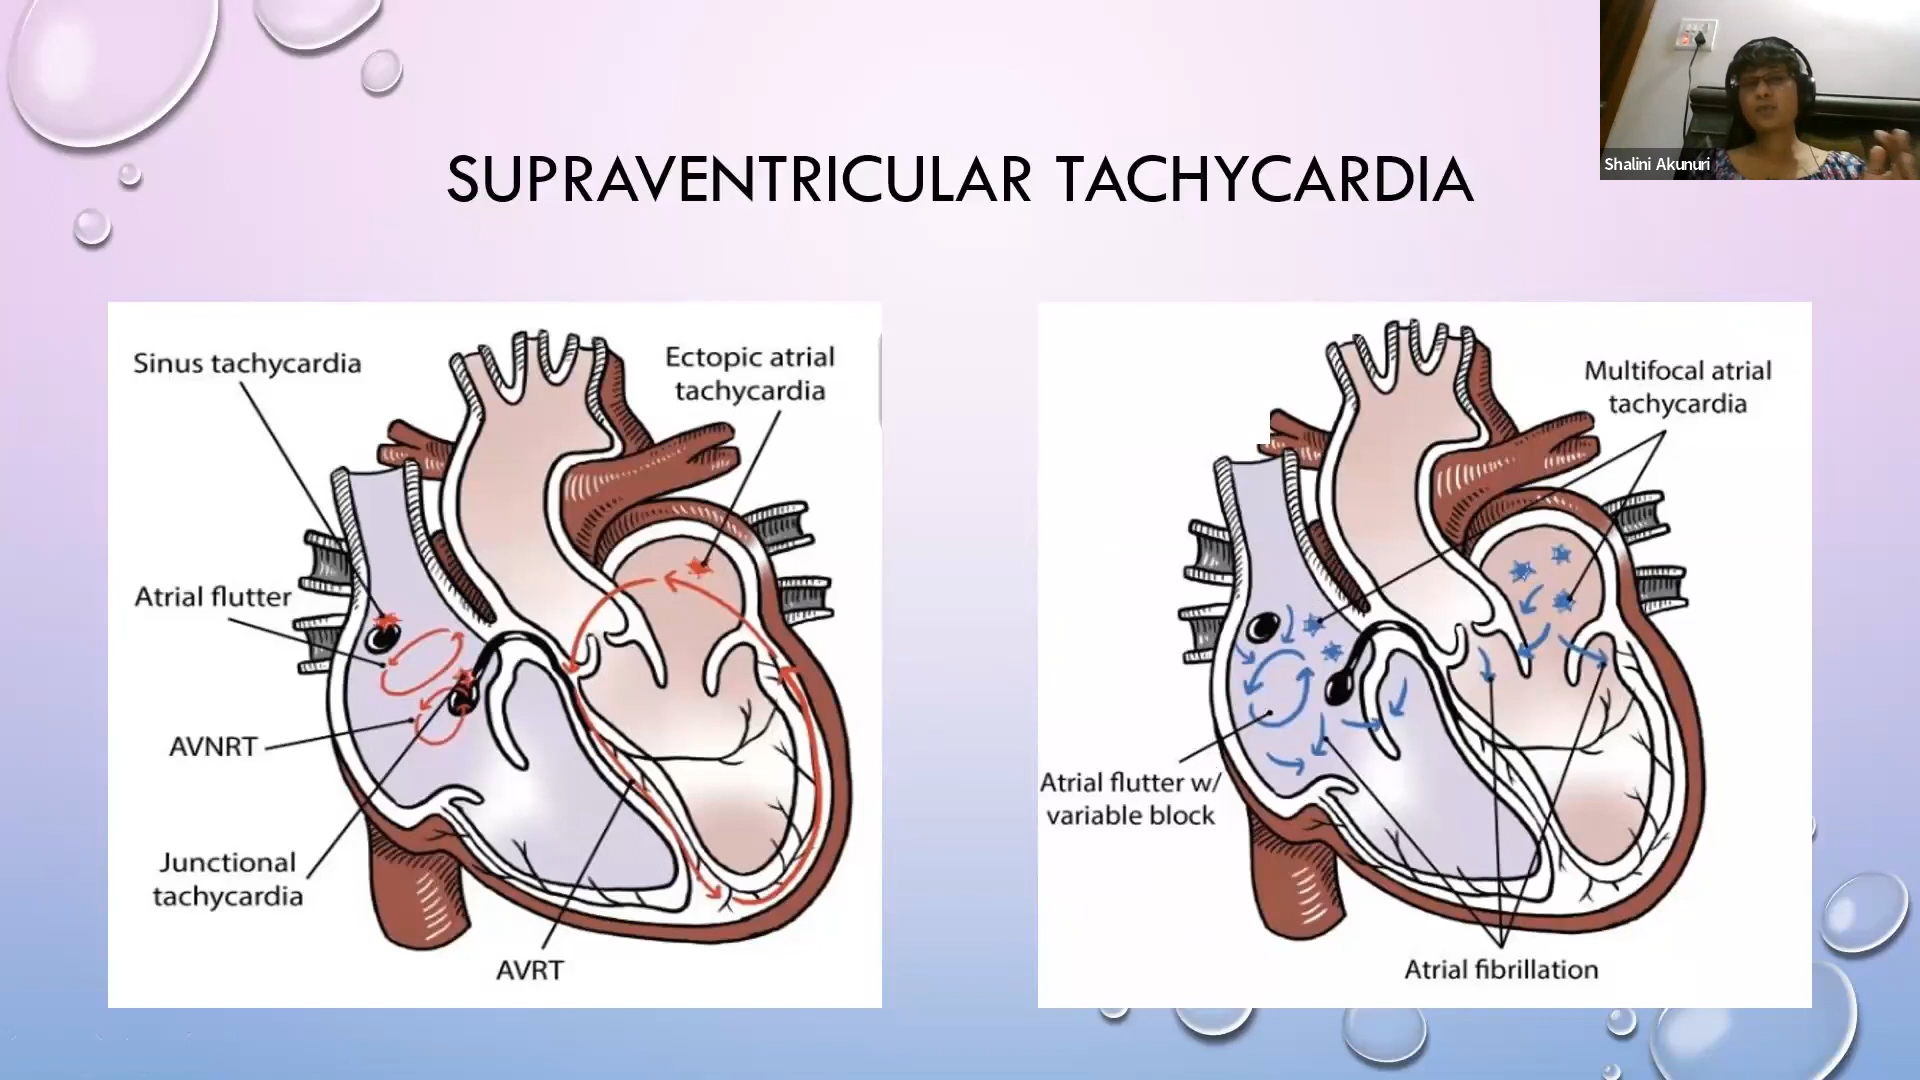 SUPRAVENTRICULAR TACHYCARDIA
Shalini Akunuri
Sinus tachycardia
Ectopic atrial
tachycardia
Atrial flutter
AVNRT
Junctional
tachycardia
AVRT
Multifocal atrial
tachycardia
Atrial flutter w/
variable block
Atrial fibrillation